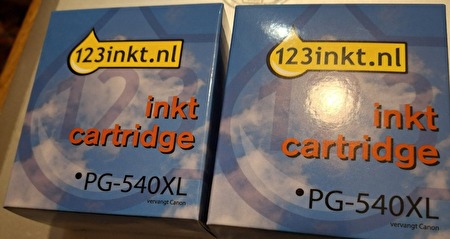 123inkt.nl
inkt
cartridge
•PG-540XL
vervangt Canon
123inkt.nl
inkt
cartridge
•PG-540XL
vervangt Canon